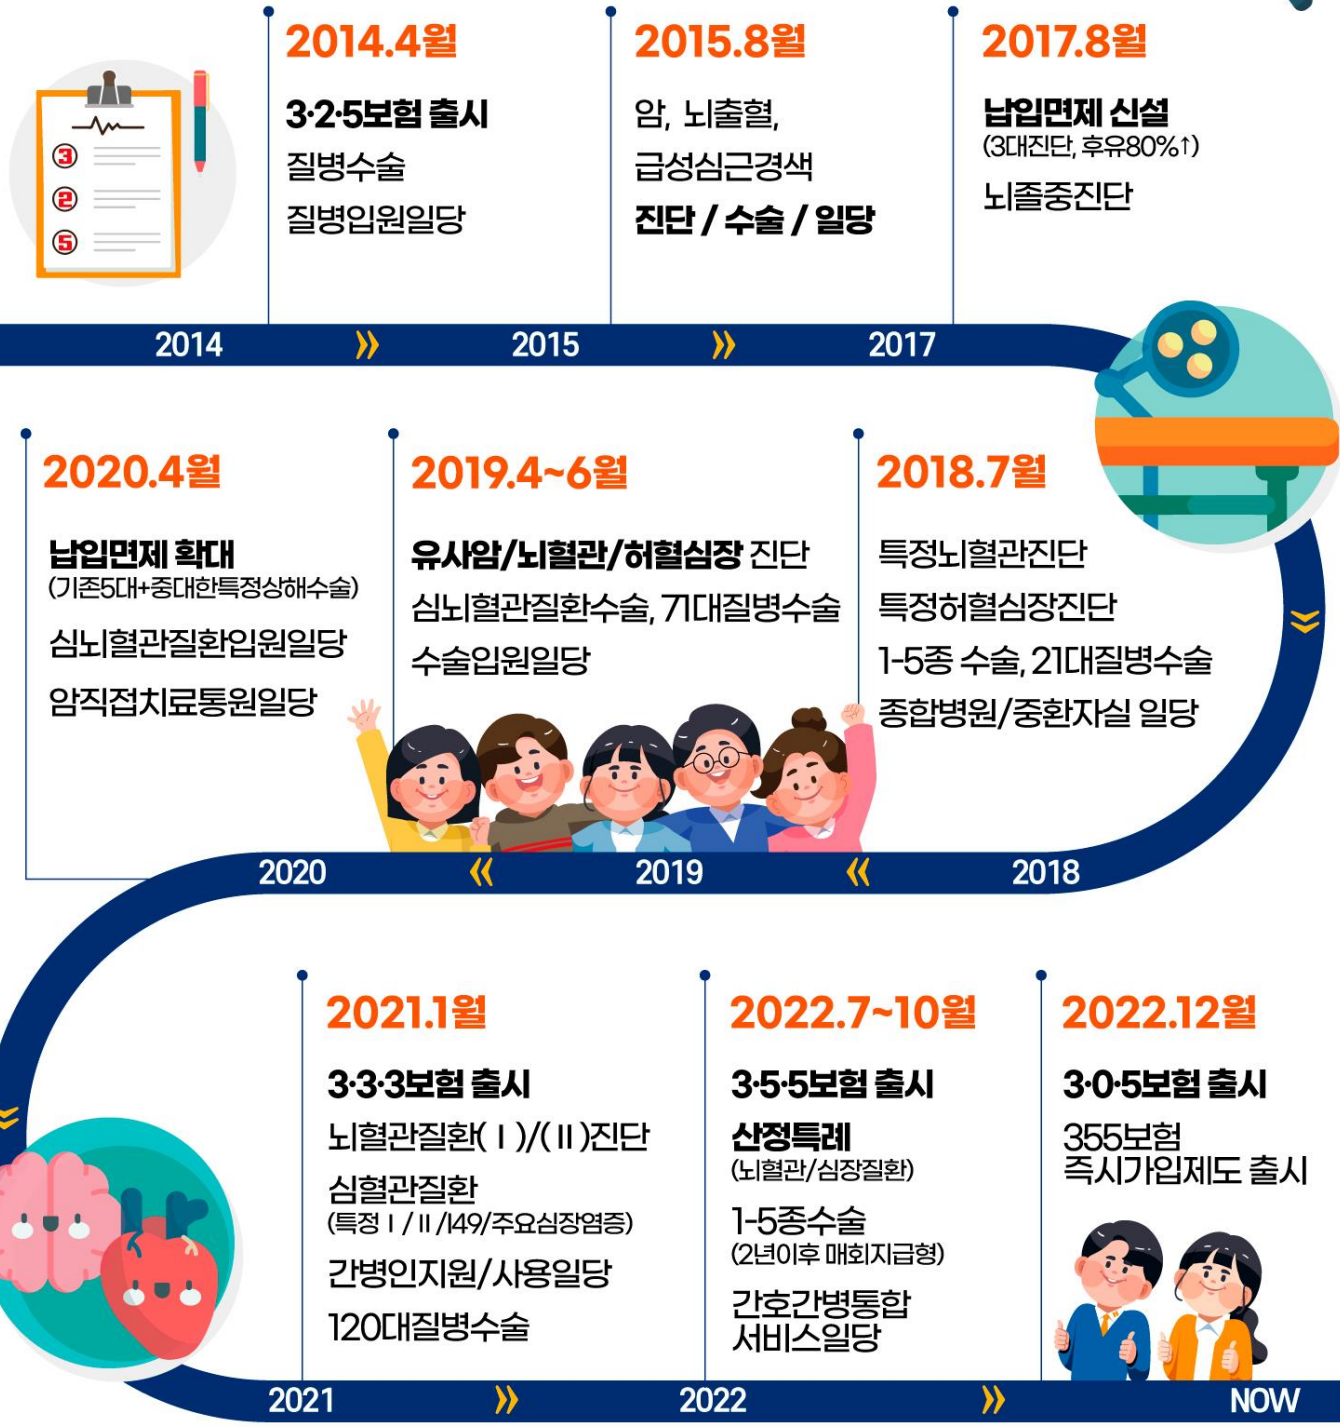 2014.4월
3·2·5보험 출시
질병수술
질병입원일당
2015.8월
암, 뇌출혈,
급성심근경색
진단 / 수술 / 일당
2017.8월
납입면제 신설
(3대진단, 후유80%↑)
뇌졸중진단
3
2
5
2014
2015
2017
2020.4월
납입면제 확대
(기존5대+중대한특정상해수술)
심뇌혈관질환입원일당
암직접치료통원일당
2019.4~6월
유사암/뇌혈관/허혈심장 진단
심뇌혈관질환수술, 71대질병수술
수술입원일당
2018.7월
특정뇌혈관진단
특정허혈심장진단
1-5종 수술, 21대질병수술
종합병원/중환자실 일당
2020
2019
2018
2021.1월
3·3·3보험 출시
뇌혈관질환(Ⅰ)/(Ⅱ)진단
심혈관질환
(특정Ⅰ/Ⅱ/I49/주요심장염증)
간병인지원/사용일당
120대질병수술
2022.7~10월
3·5·5보험 출시
산정특례
(뇌혈관/심장질환)
1-5종수술
(2년이후 매회지급형)
간호간병통합
서비스일당
2022.12월
3·0·5보험 출시
355보험
즉시가입제도 출시
2021
2022
NOW